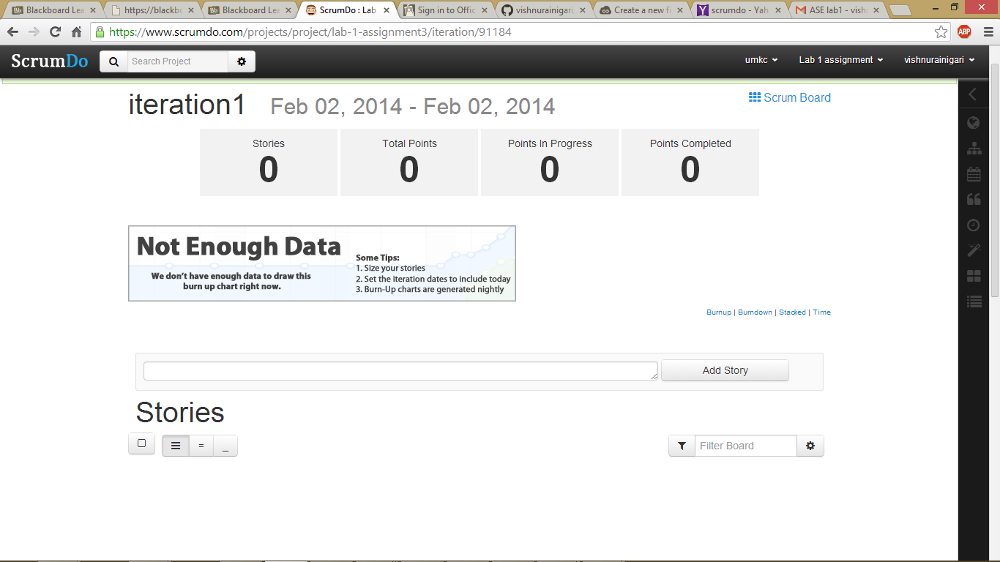 Blackboard Lea
https://blackbo
Blackboard Lea
ScrumDo : Lab
Sign in to Offic
vishnurainigari
Create a new fi
scrumdo - Yah
ASE lab1 - vish
https://www.scrumdo.com/projects/project/lab-1-assignment3/iteration/91184
ABP
ScrumDo
Search Project
umkc
Lab 1 assignment
vishnurainigari
iteration1 Feb 02, 2014 - Feb 02, 2014
Scrum Board
Stories
0
Total Points
0
Points In Progress
0
Points Completed
0
Not Enough Data
We don't have enough data to draw this
burn up chart right now.
Some Tips:
1. Size your stories
2. Set the iteration dates to include today
3. Burn-Up charts are generated nightly
Burnup | Burndown | Stacked | Time
Add Story
Stories
= _
Filter Board